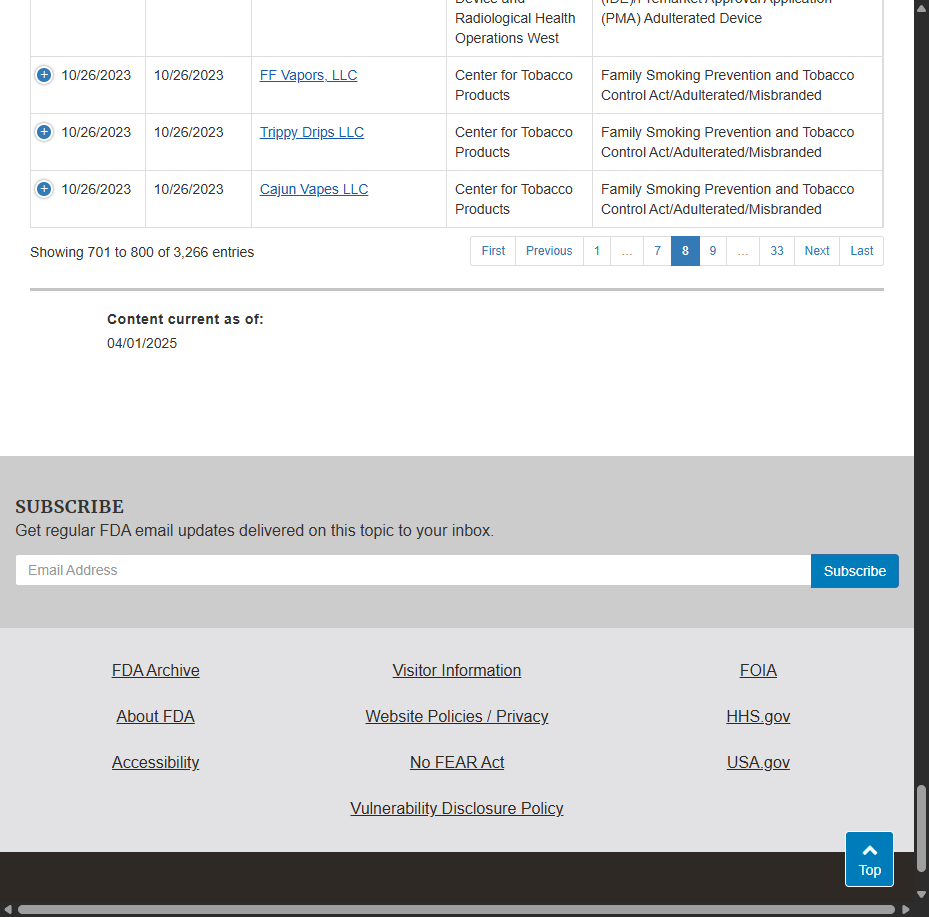 Device and
Radiological Health
Operations West
(IDE)/Premarket Approval Application
(PMA) Adulterated Device
10/26/2023 10/26/2023 FF Vapors, LLC Center for Tobacco Products Family Smoking Prevention and Tobacco Control Act/Adulterated/Misbranded
10/26/2023 10/26/2023 Trippy Drips LLC Center for Tobacco Products Family Smoking Prevention and Tobacco Control Act/Adulterated/Misbranded
10/26/2023 10/26/2023 Cajun Vapes LLC Center for Tobacco Products Family Smoking Prevention and Tobacco Control Act/Adulterated/Misbranded
Showing 701 to 800 of 3,266 entries
First Previous 1 … 7 8 9 … 33 Next Last
Content current as of:
04/01/2025
SUBSCRIBE
Get regular FDA email updates delivered on this topic to your inbox.
Email Address Subscribe
FDA Archive Visitor Information FOIA
About FDA Website Policies / Privacy HHS.gov
Accessibility No FEAR Act USA.gov
Vulnerability Disclosure Policy
Top